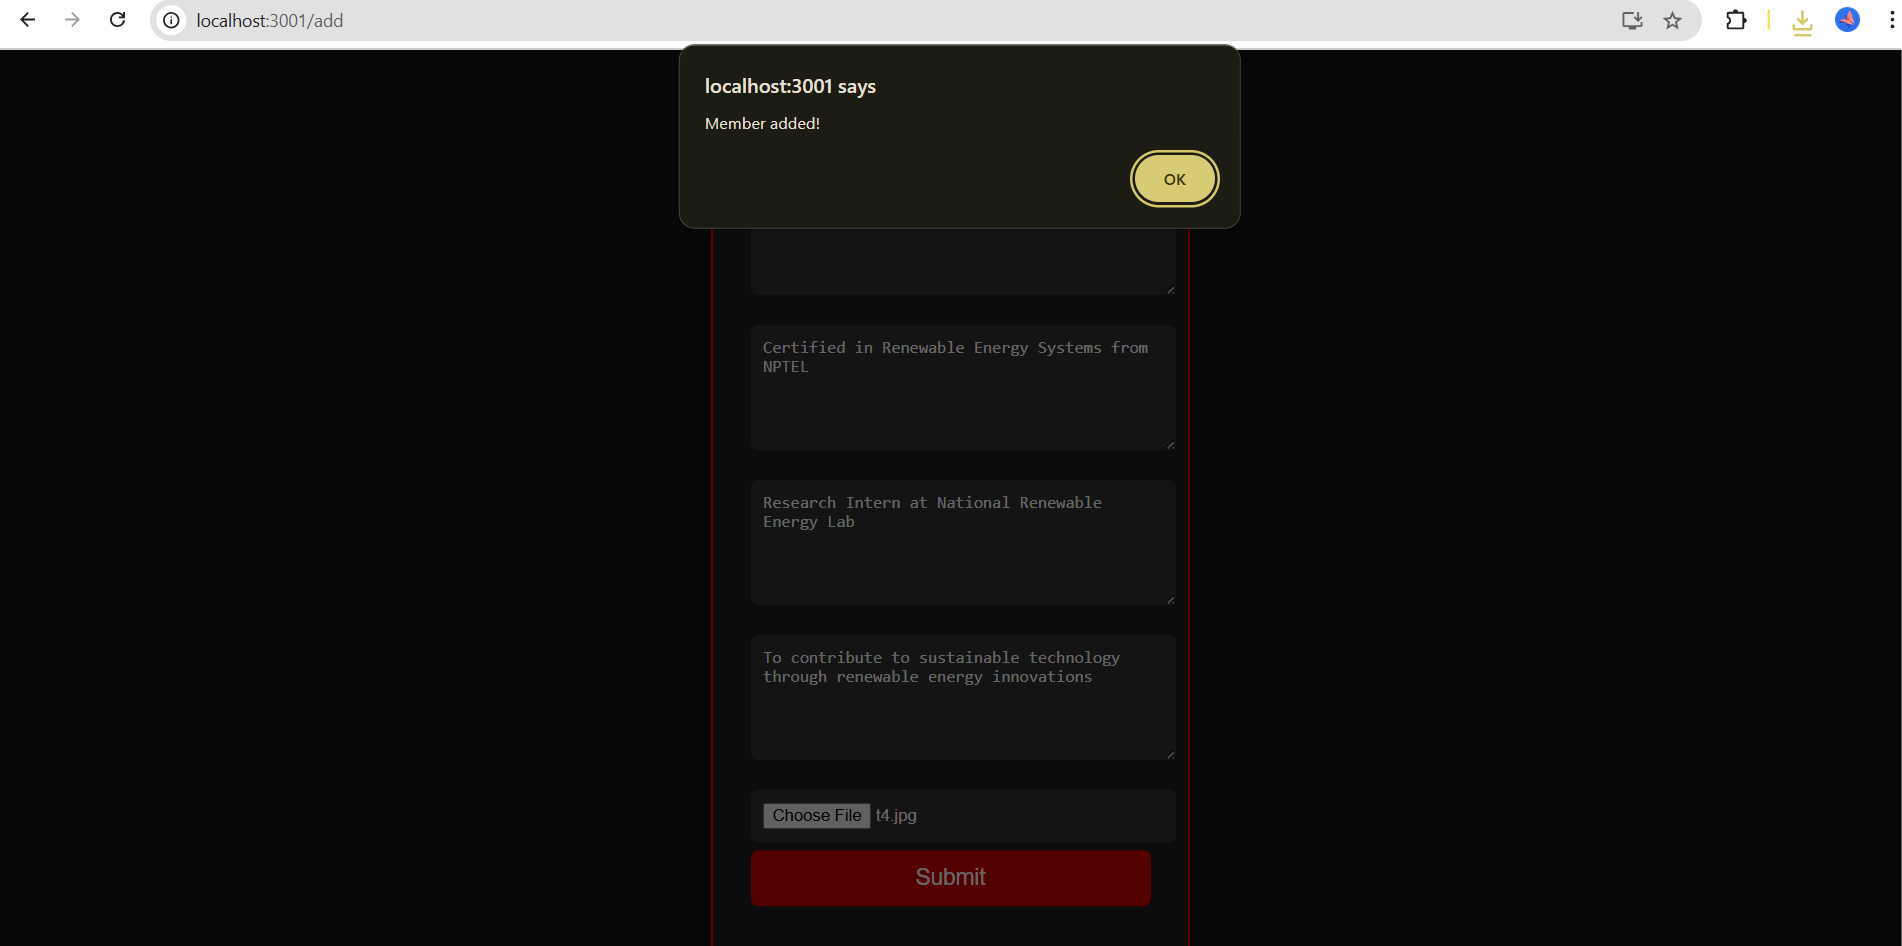 localhost:3001/add
localhost:3001 says
Member added!
OK
Certified in Renewable Energy Systems from
NPTEL
Research Intern at National Renewable
Energy Lab
To contribute to sustainable technology
through renewable energy innovations
Choose File t4.jpg
Submit